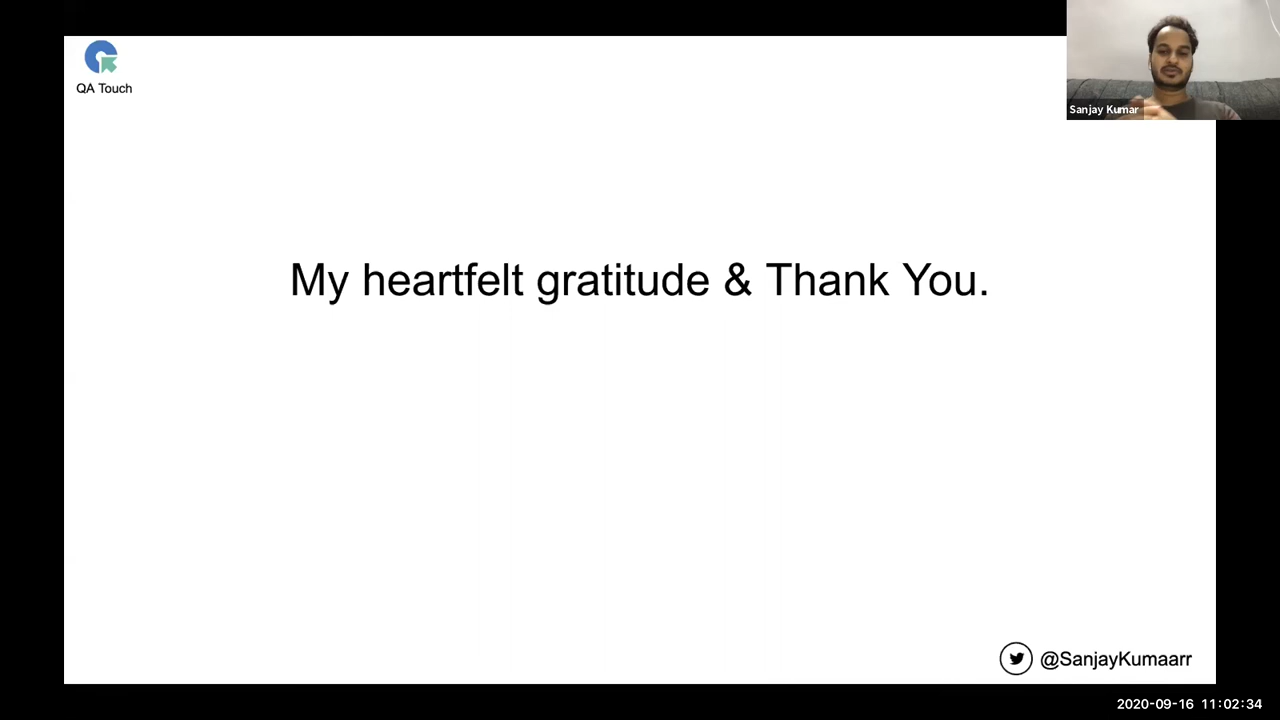 QA Touch
Sanjay Kumar
My heartfelt gratitude & Thank You.
@SanjayKumaarr
2020-09-16 11:02:34